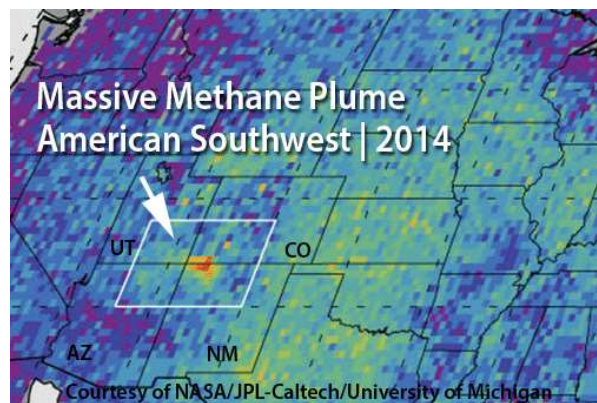 Massive Methane Plume
American Southwest | 2014
UT
CO
AZ
NM
Courtesy of NASA/JPL-Caltech/University of Michigan